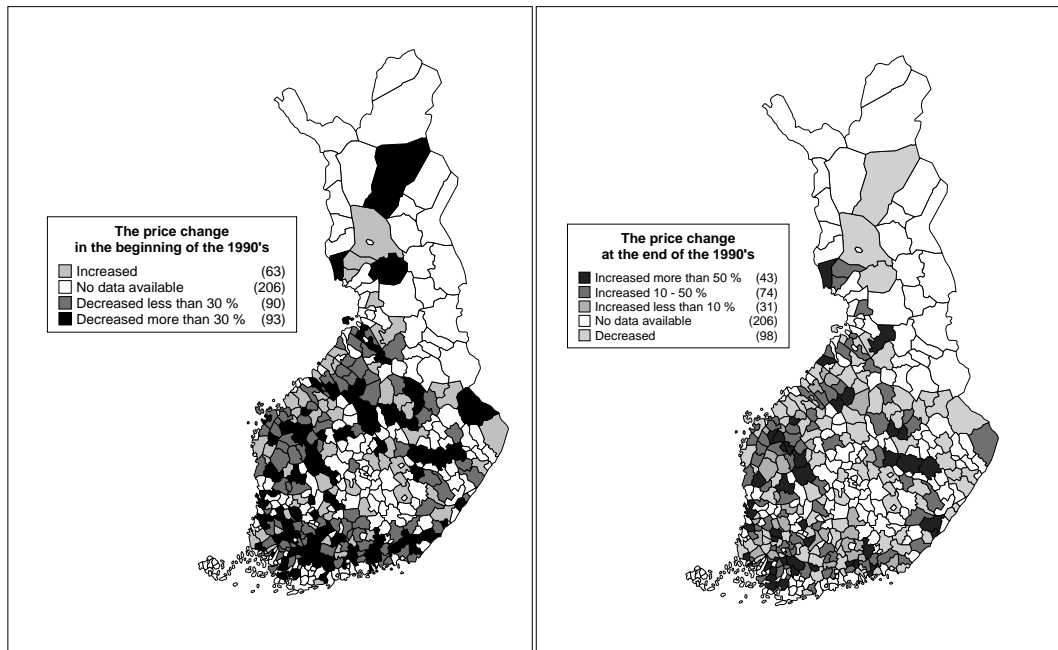 The price change
in the beginning of the 1990's
Increased (63)
No data available (206)
Decreased less than 30 % (90)
Decreased more than 30 % (93)
The price change
at the end of the 1990's
Increased more than 50 % (43)
Increased 10 - 50 % (74)
Increased less than 10 % (31)
No data available (206)
Decreased (98)